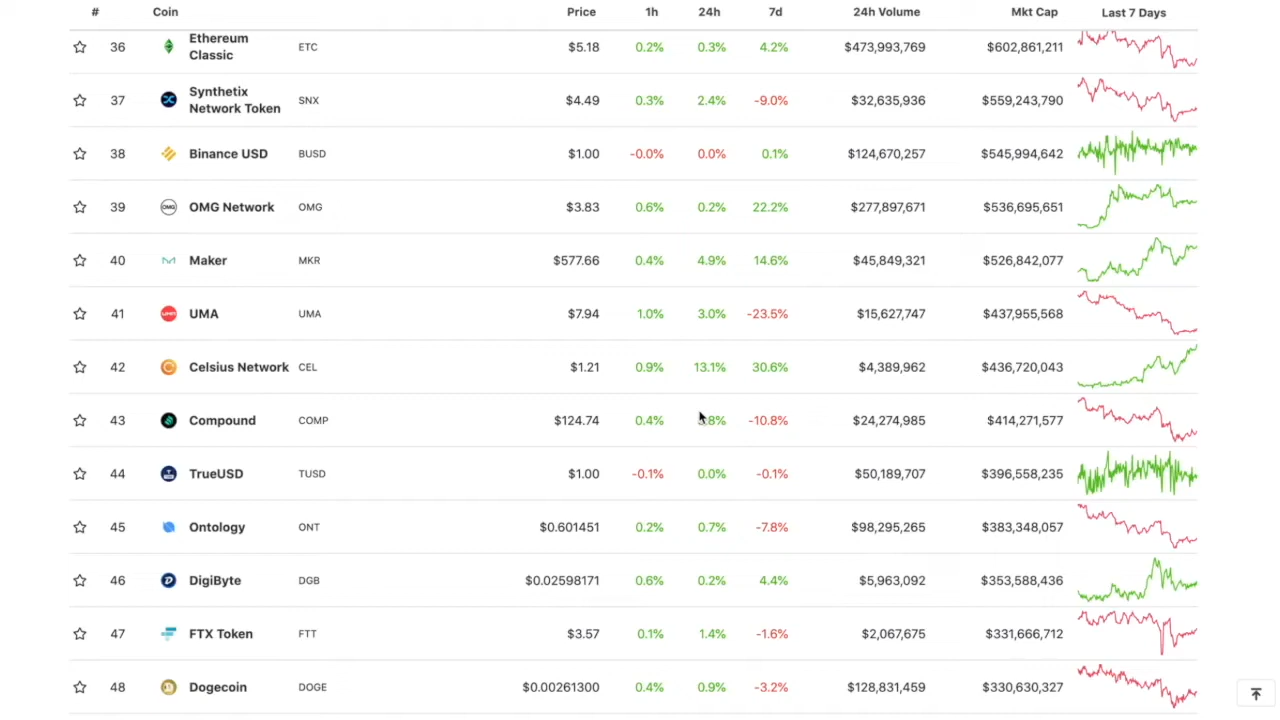 # Coin Price 1h 24h 7d 24h Volume Mkt Cap Last 7 Days
36 Ethereum Classic ETC $5.18 0.2% 0.3% 4.2% $473,993,769 $602,861,211
37 Synthetix Network Token SNX $4.49 0.3% 2.4% -9.0% $32,635,936 $559,243,790
38 Binance USD BUSD $1.00 -0.0% 0.0% 0.1% $124,670,257 $545,994,642
39 OMG OMG Network OMG $3.83 0.6% 0.2% 22.2% $277,897,671 $536,695,651
40 Maker MKR $577.66 0.4% 4.9% 14.6% $45,849,321 $526,842,077
41 UMA UMA UMA $7.94 1.0% 3.0% -23.5% $15,627,747 $437,955,568
42 Celsius Network CEL $1.21 0.9% 13.1% 30.6% $4,389,962 $436,720,043
43 Compound COMP $124.74 0.4% -10.8% $24,274,985 $414,271,577
44 TrueUSD TUSD $1.00 -0.1% 0.0% -0.1% $50,189,707 $396,558,235
45 Ontology ONT $0.601451 0.2% 0.7% -7.8% $98,295,265 $383,348,057
46 DigiByte DGB $0.02598171 0.6% 0.2% 4.4% $5,963,092 $353,588,436
47 FTX Token FTT $3.57 0.1% 1.4% -1.6% $2,067,675 $331,666,712
48 Dogecoin DOGE $0.00261300 0.4% 0.9% -3.2% $128,831,459 $330,630,327